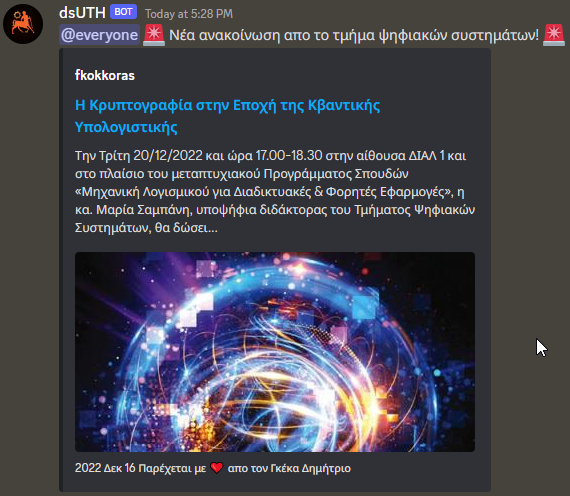 dsUTH BOT Today at 5:28 PM
@everyone 🚨 Νέα ανακοίνωση απο το τμήμα ψηφιακών συστημάτων! 🚨
fkokkoras
Η Κρυπτογραφία στην Εποχή της Κβαντικής
Υπολογιστικής
Την Τρίτη 20/12/2022 και ώρα 17.00-18.30 στην αίθουσα ΔΙΑΛ 1 και
στο πλαίσιο του μεταπτυχιακού Προγράμματος Σπουδών
«Μηχανική Λογισμικού για Διαδικτυακές & Φορητές Εφαρμογές», η
κα. Μαρία Σαμπάνη, υποψήφια διδάκτορας του Τμήματος Ψηφιακών
Συστημάτων, θα δώσει...
2022 Δεκ 16 Παρέχεται με ❤️ απο τον Γκέκα Δημήτριο